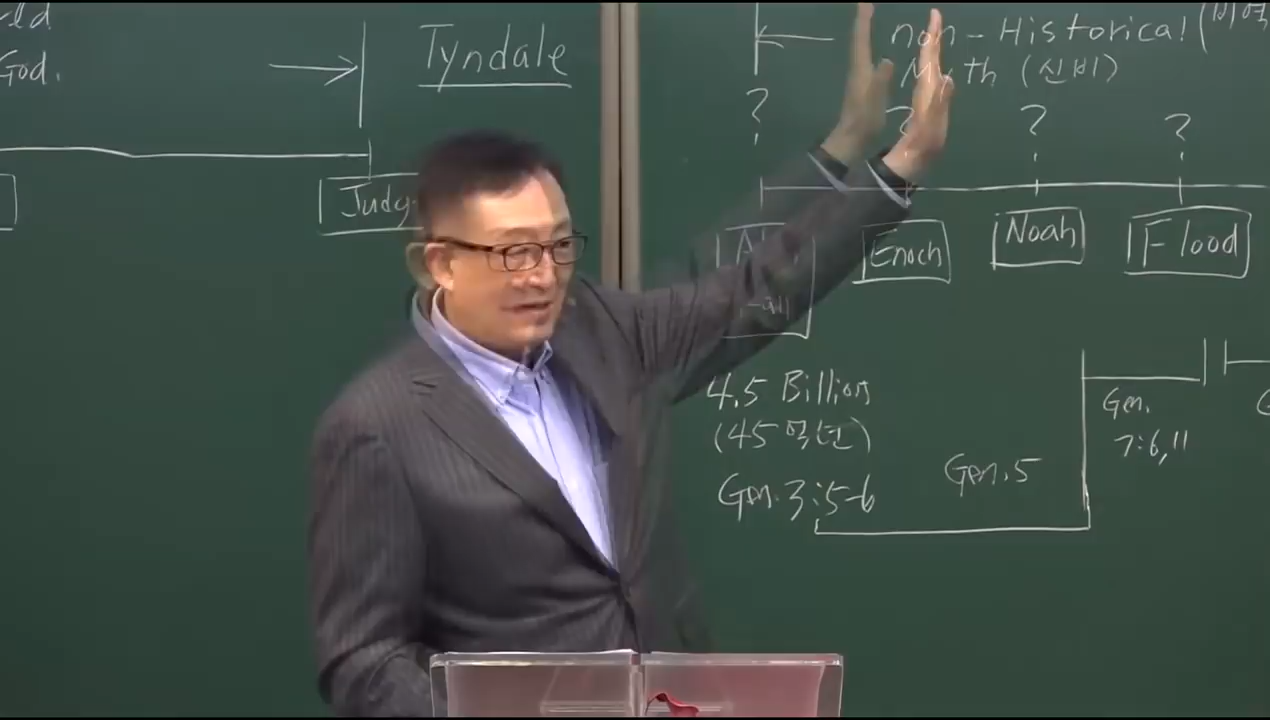 God.
Tyndale
Judg
non-Historical
Myth (신비)
?
?
?
?
Enoch
Noah
Flood
4.5 Billion
(45억년)
Gen. 3:5-6
Gen. 5
Gen.
7:6,11